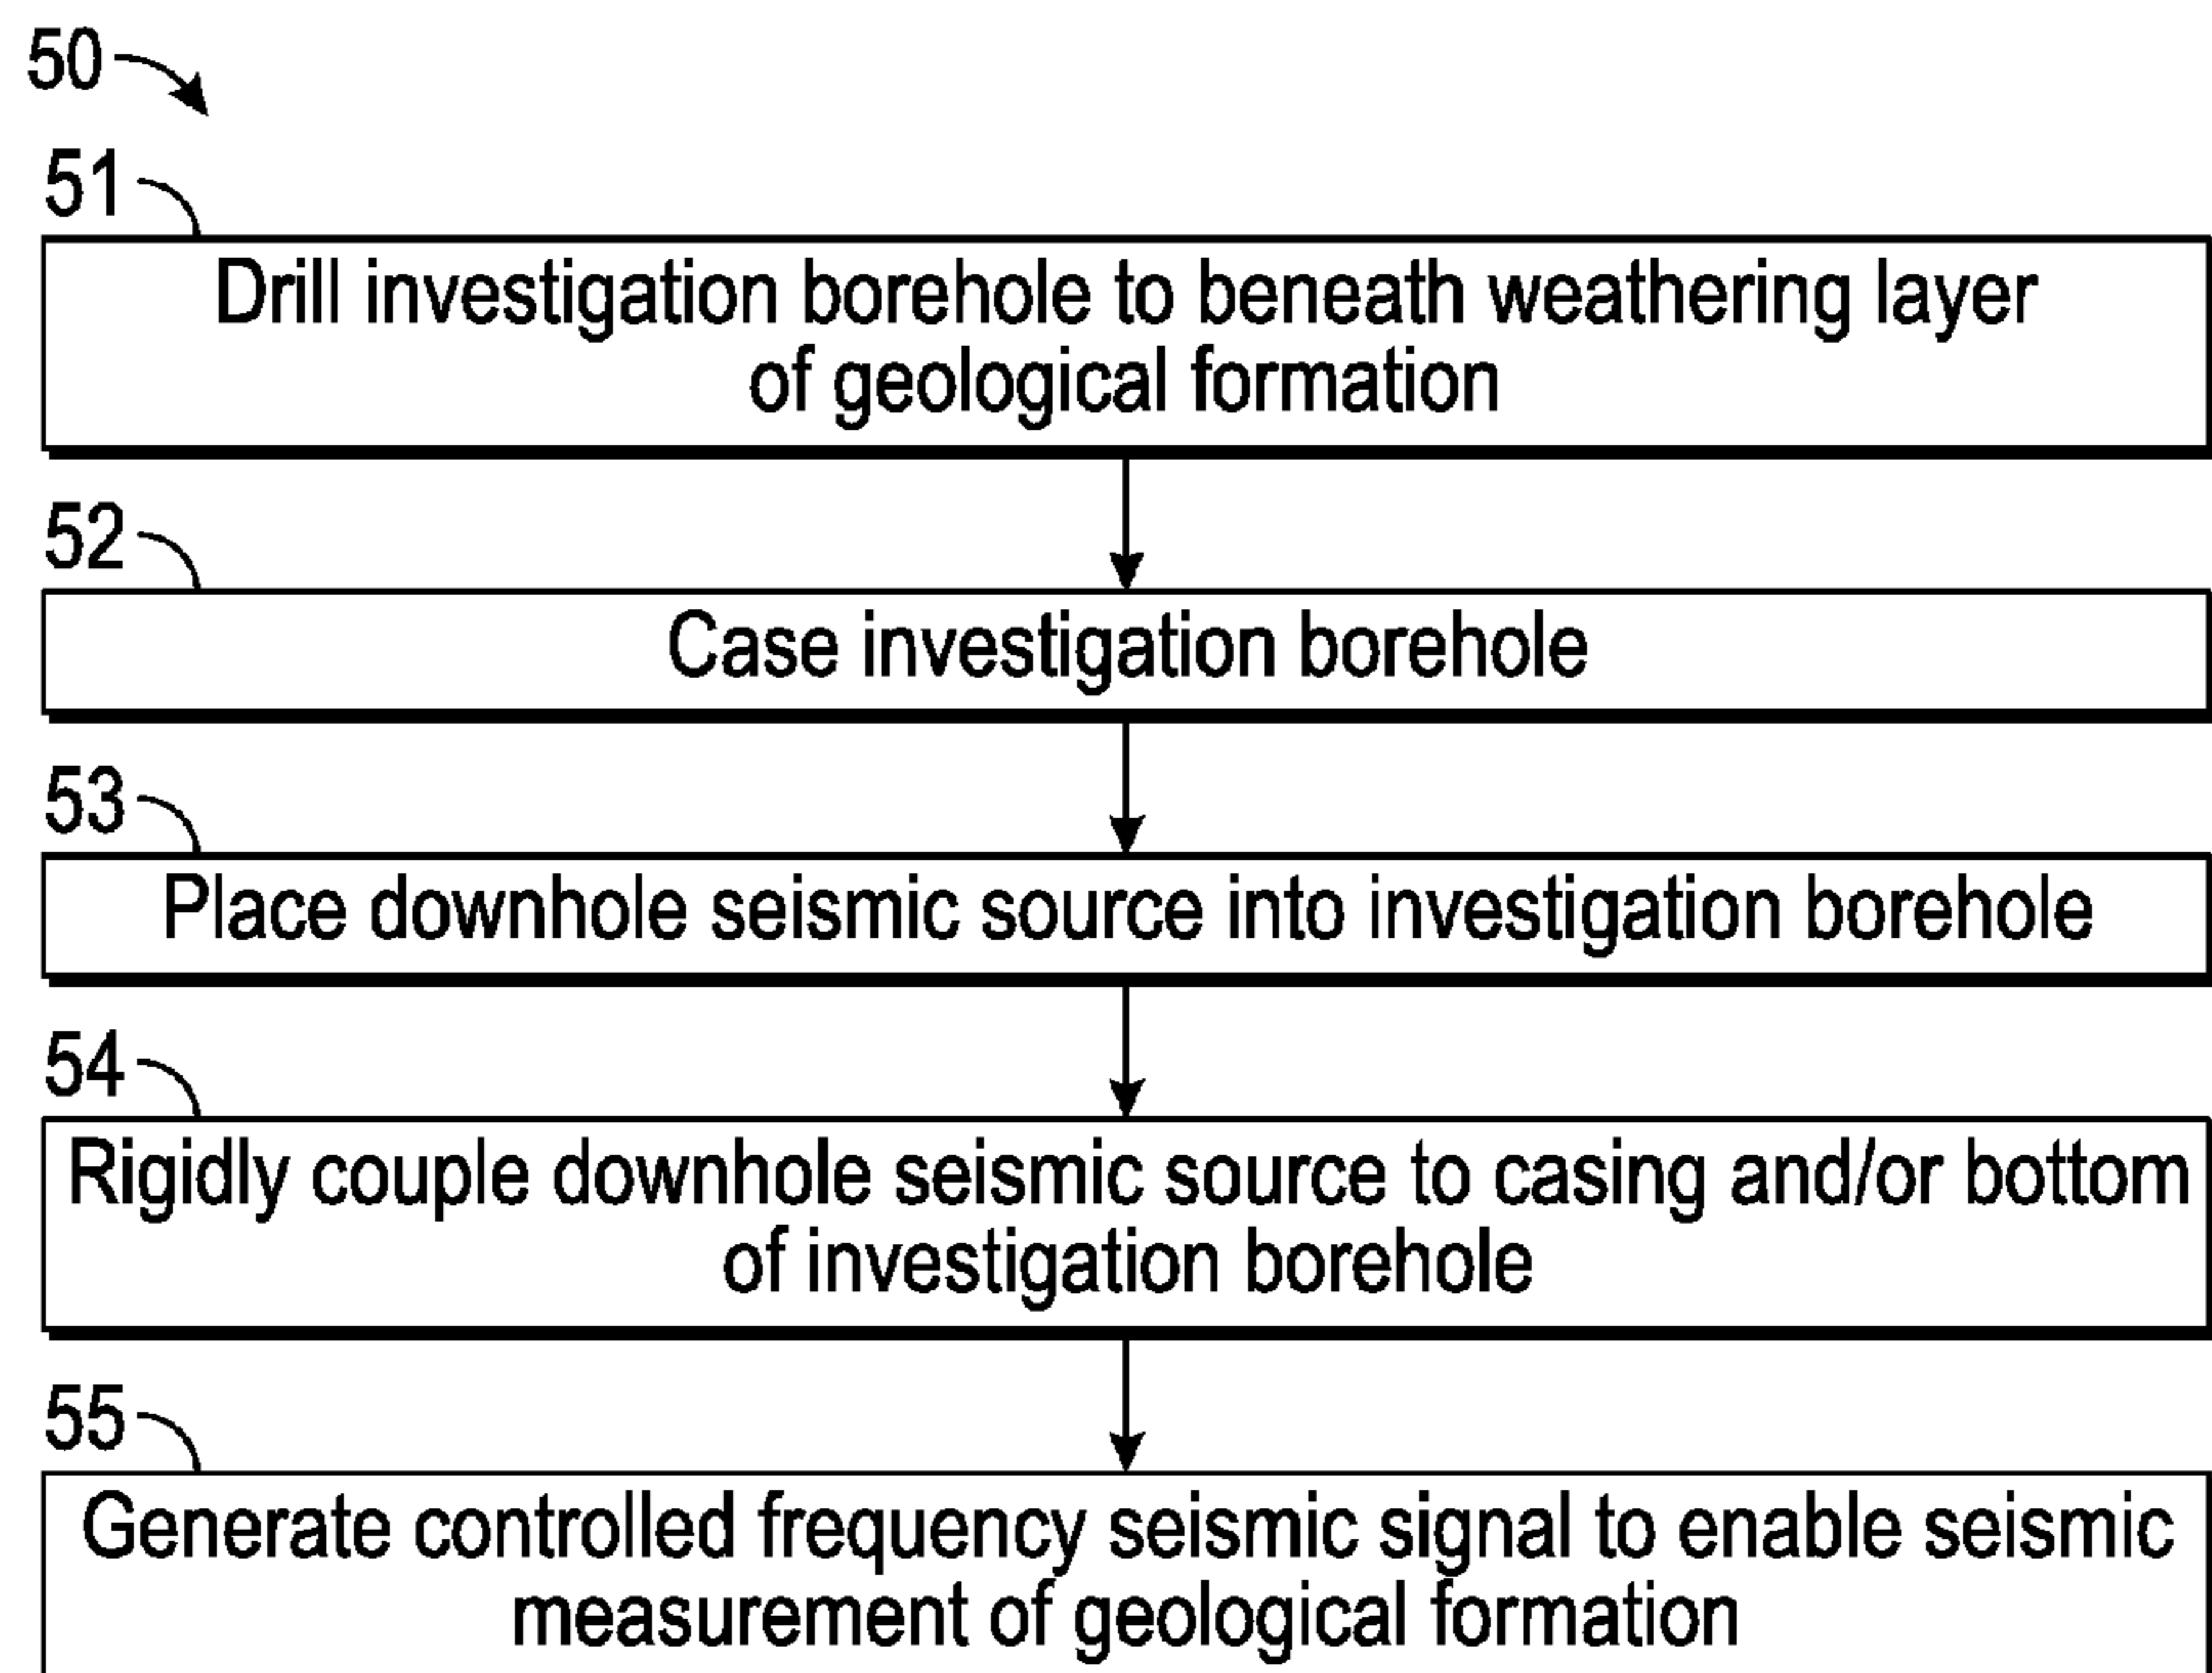 50
51
Drill investigation borehole to beneath weathering layer
of geological formation
52
Case investigation borehole
53
Place downhole seismic source into investigation borehole
54
Rigidly couple downhole seismic source to casing and/or bottom
of investigation borehole
55
Generate controlled frequency seismic signal to enable seismic
measurement of geological formation